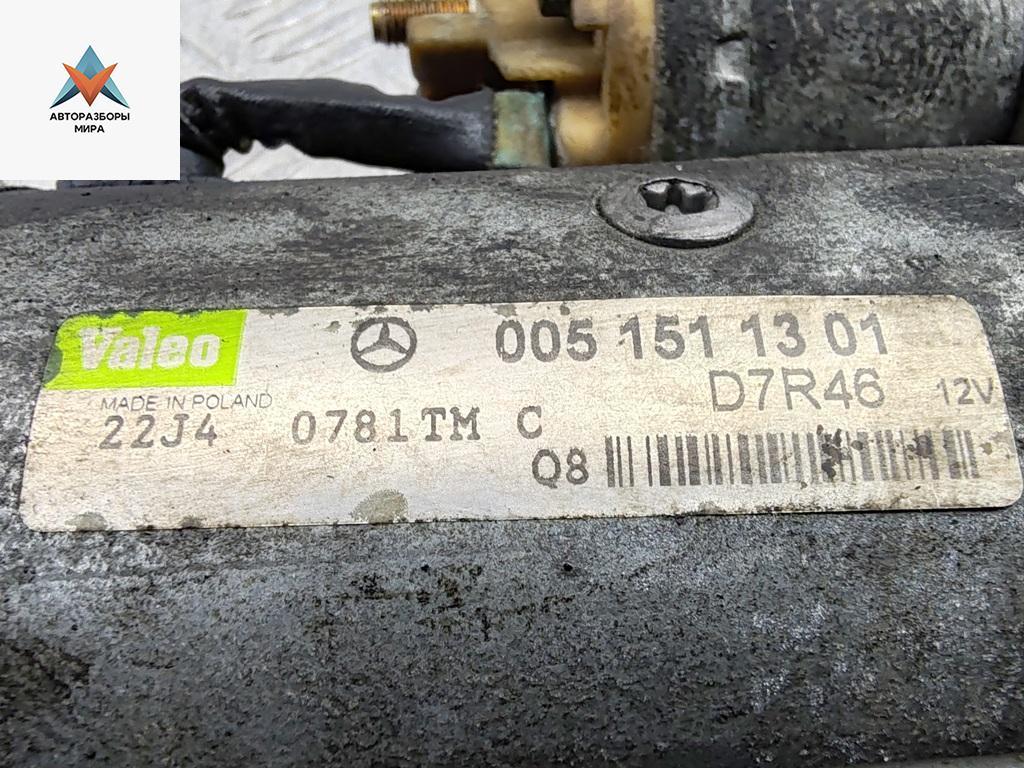 АВТОРАЗБОРЫ
МИРА
Valeo
005 151 13 01
MADE IN POLAND
D7R46
12V
22J4 0781TM C
Q8